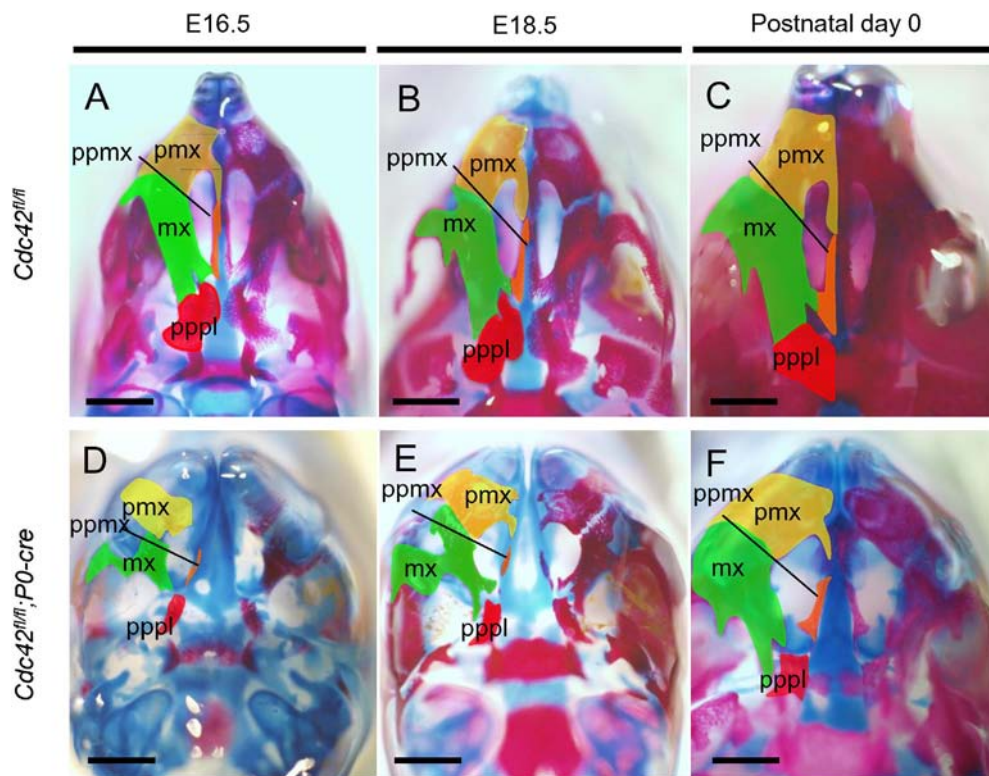 E16.5 E18.5 Postnatal day 0
Cdc42fl/fl
A
ppmx
pmx
mx
pppl
B
ppmx
pmx
mx
pppl
C
ppmx
pmx
mx
pppl
Cdc42fl/fl;P0-cre
D
pmx
ppmx
mx
pppl
E
ppmx
pmx
mx
pppl
F
ppmx
pmx
mx
pppl